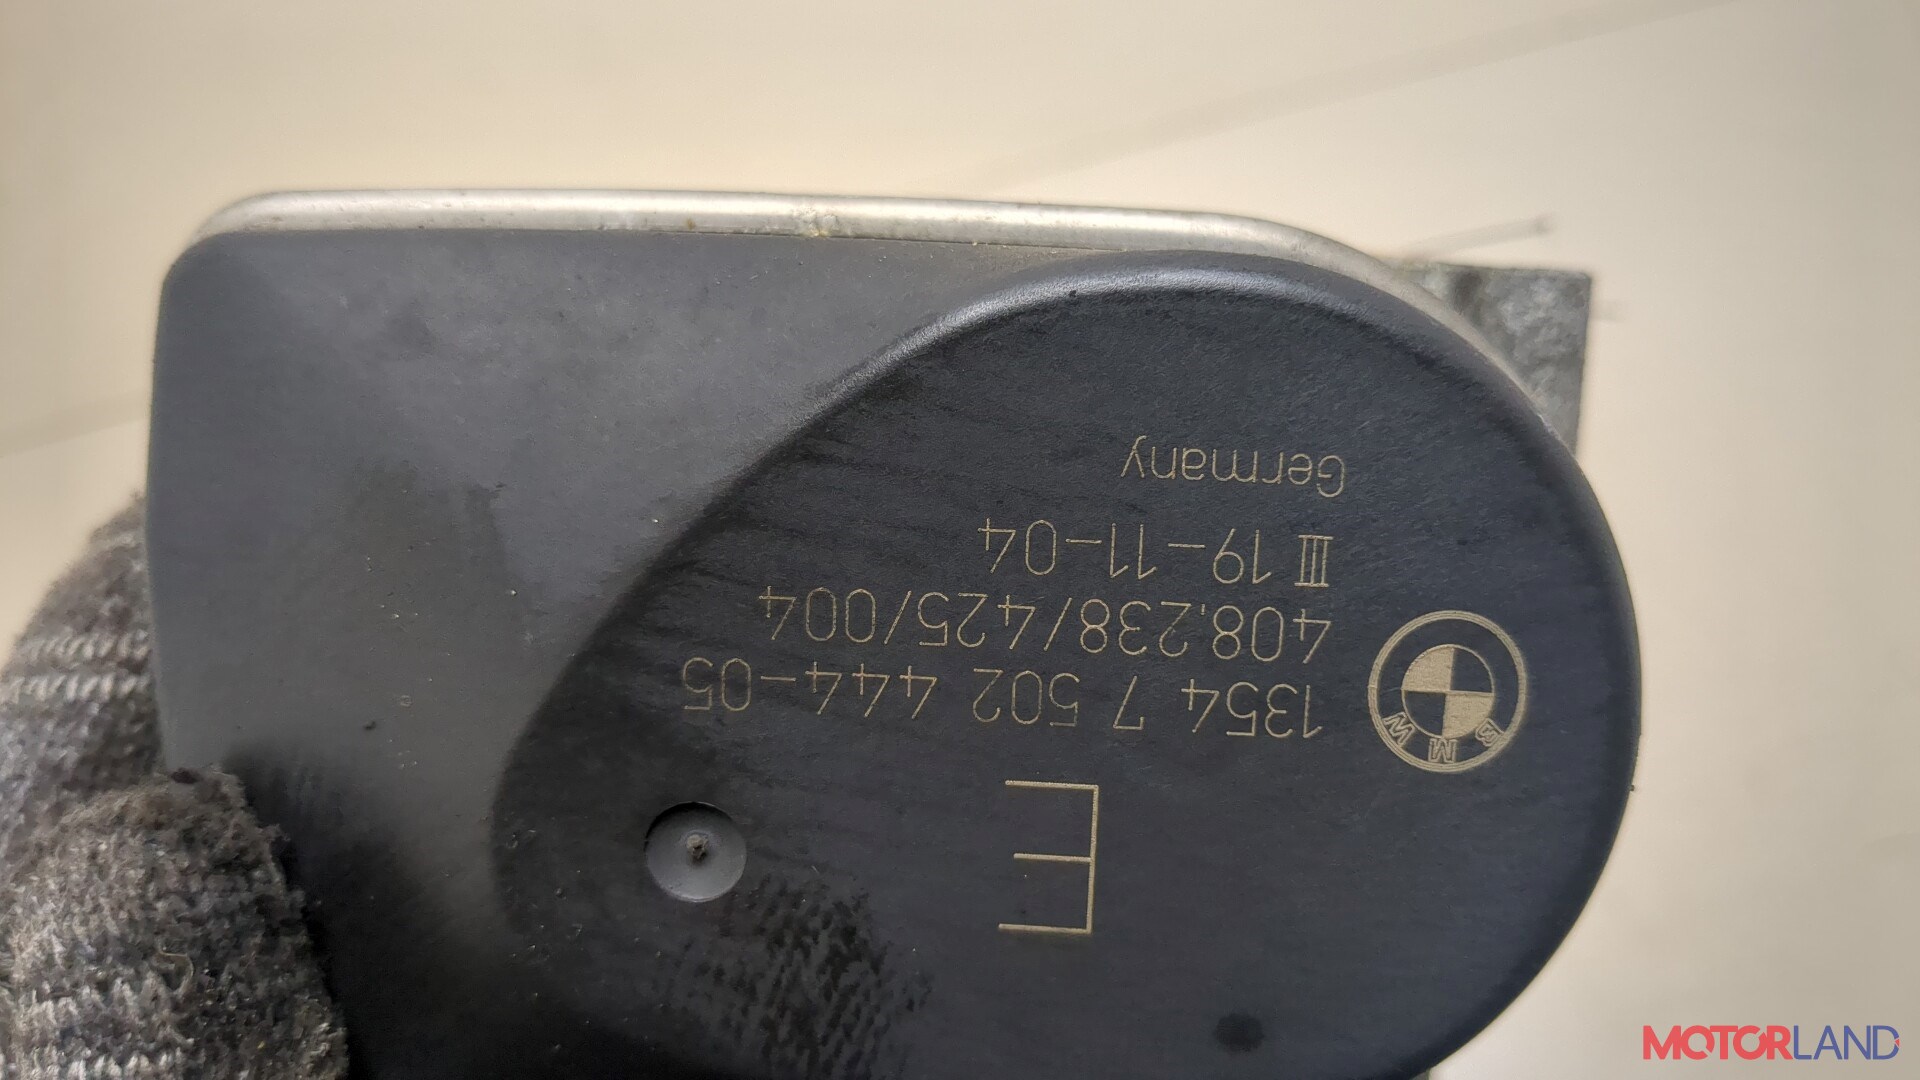 E
1354 7 502 444-05
408.238/425/004
III 19-11-04
Germany
BMW
MOTORLAND